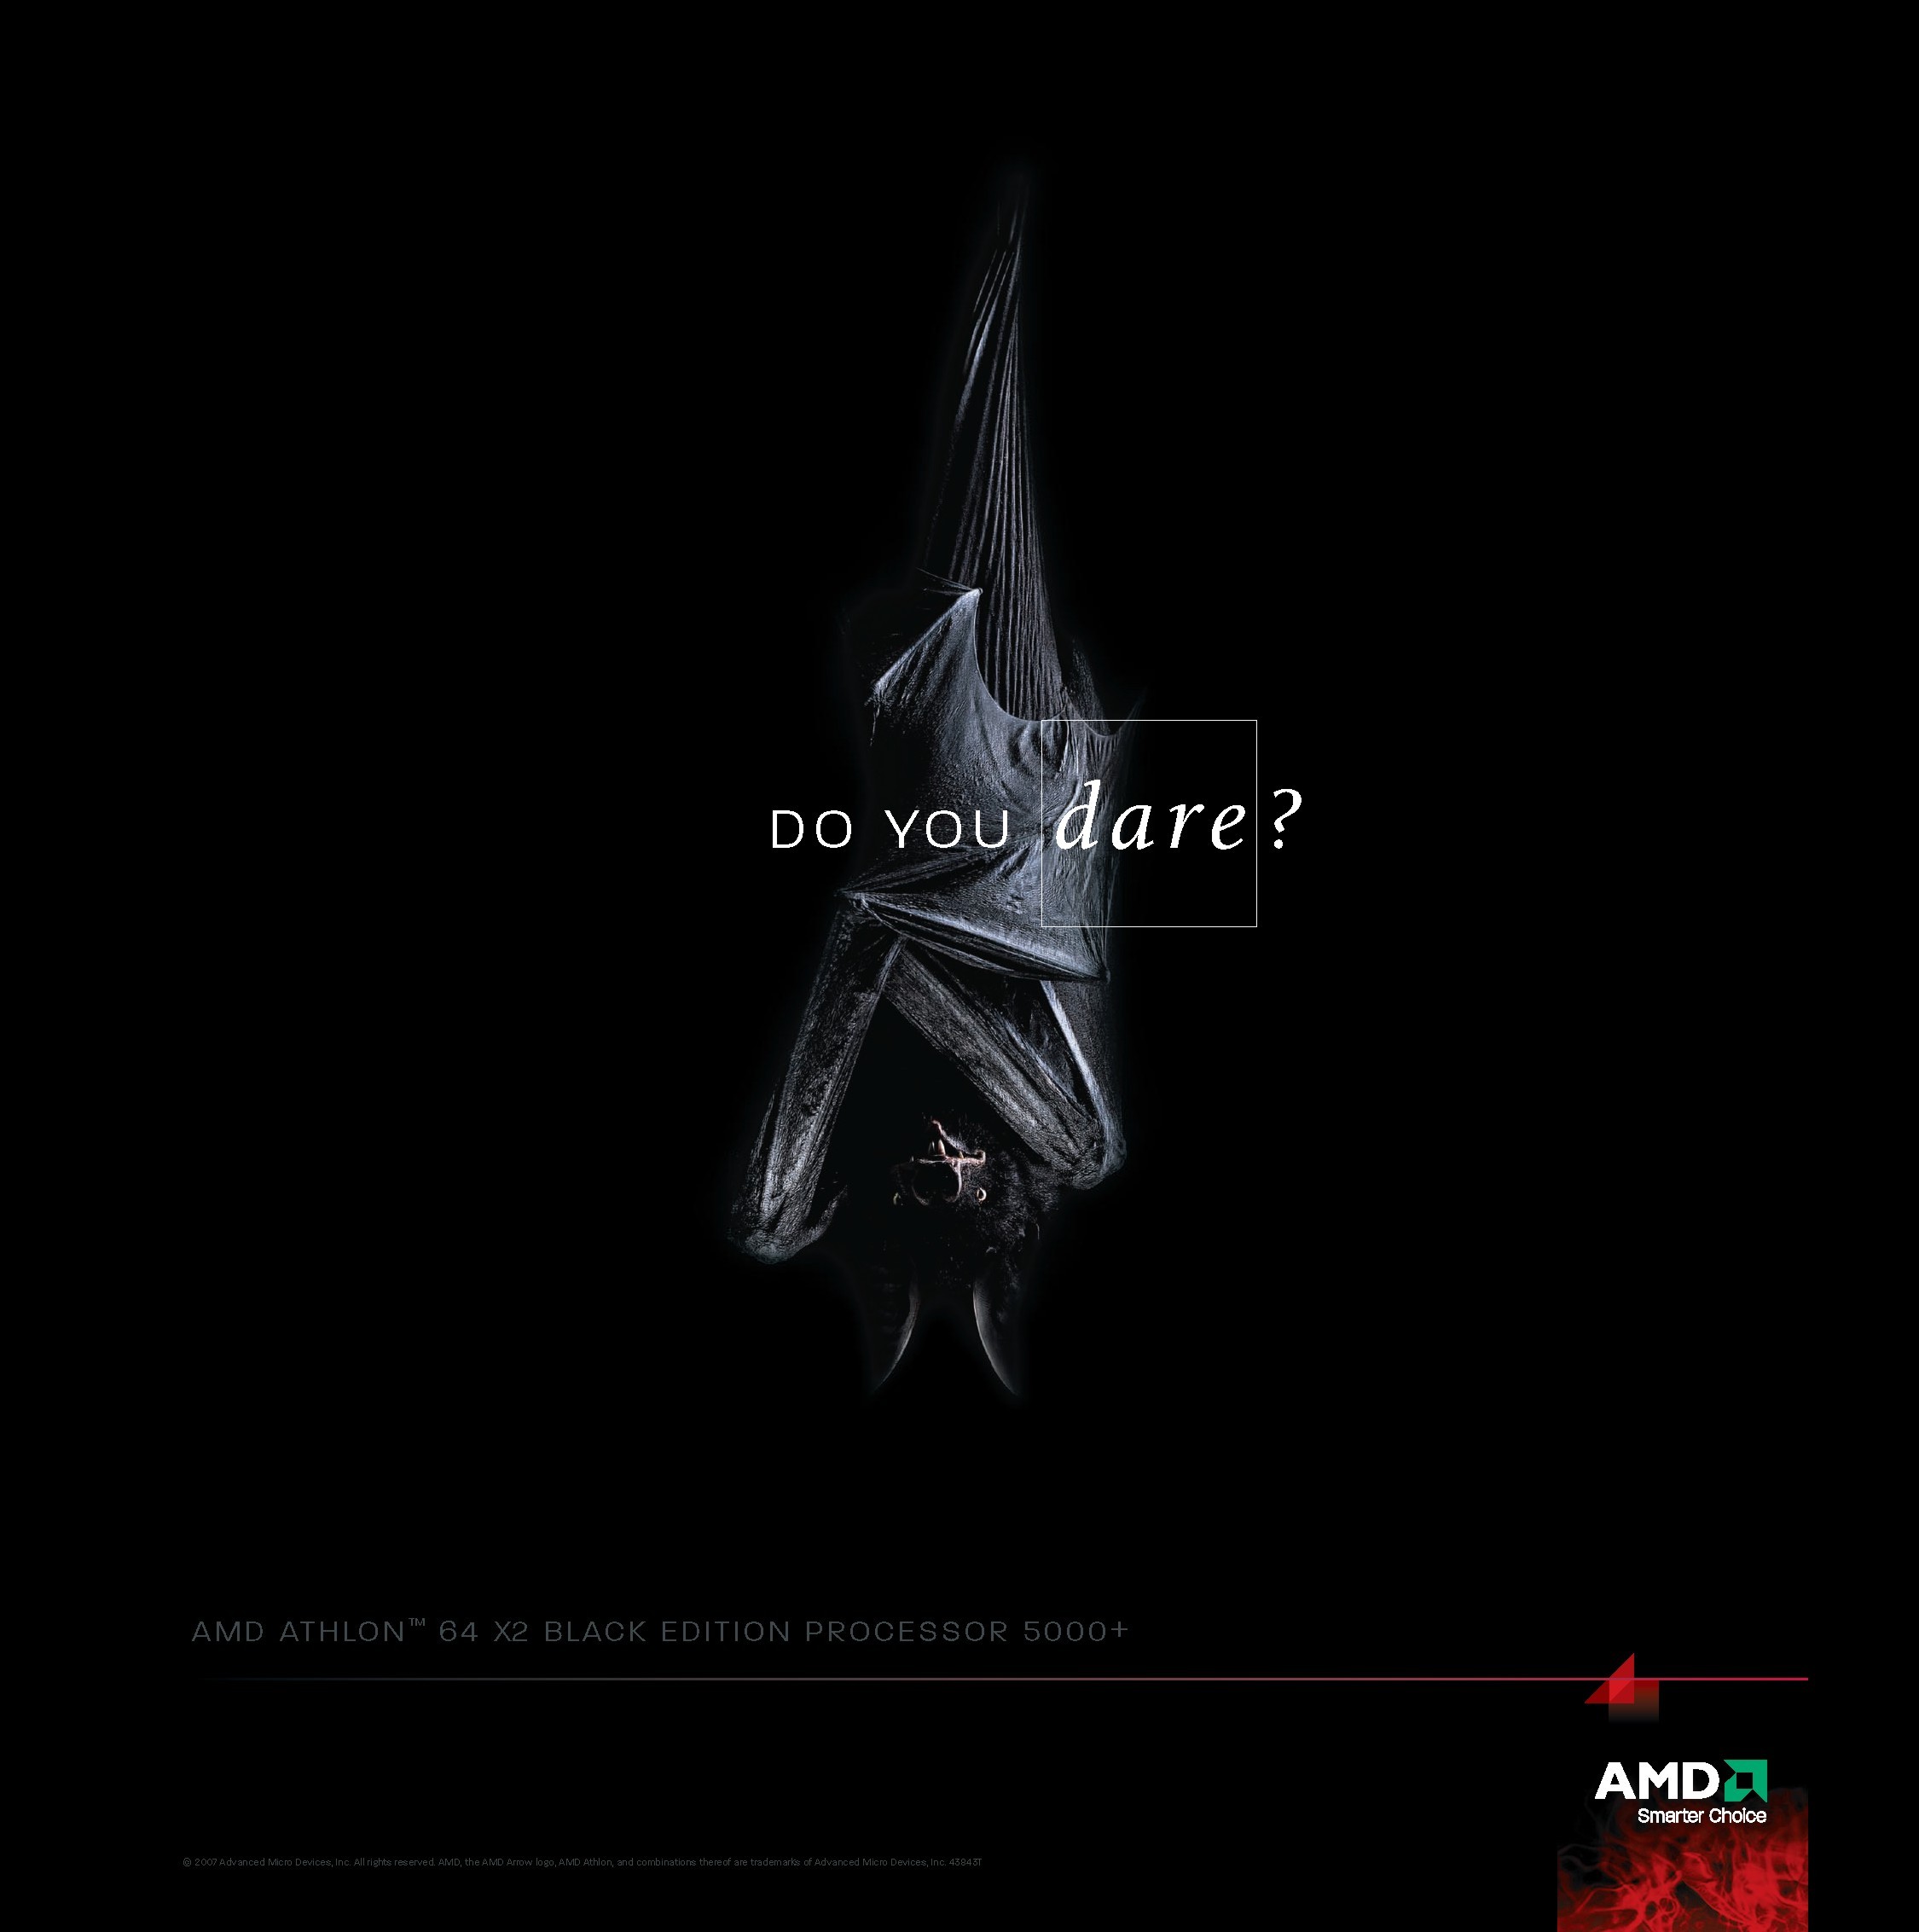 DO YOU dare?
AMD ATHLON™ 64 X2 BLACK EDITION PROCESSOR 5000+
AMD
Smarter Choice
© 2007 Advanced Micro Devices, Inc. All rights reserved. AMD, the AMD Arrow logo, AMD Athlon, and combinations thereof are trademarks of Advanced Micro Devices, Inc. 43943T